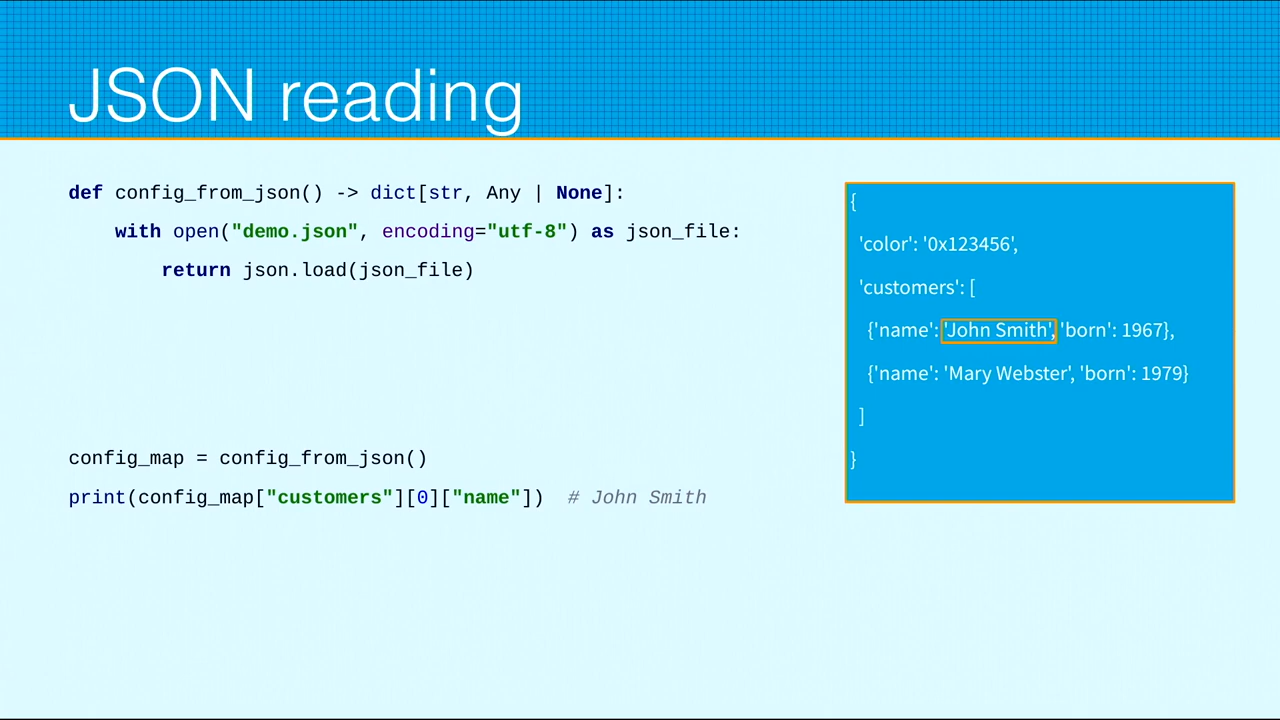 JSON reading
def config_from_json() -> dict[str, Any | None]:
    with open("demo.json", encoding="utf-8") as json_file:
        return json.load(json_file)
config_map = config_from_json()
print(config_map["customers"][0]["name"])  # John Smith
{
'color': '0x123456',
'customers': [
{'name': 'John Smith', 'born': 1967},
{'name': 'Mary Webster', 'born': 1979}
]
}